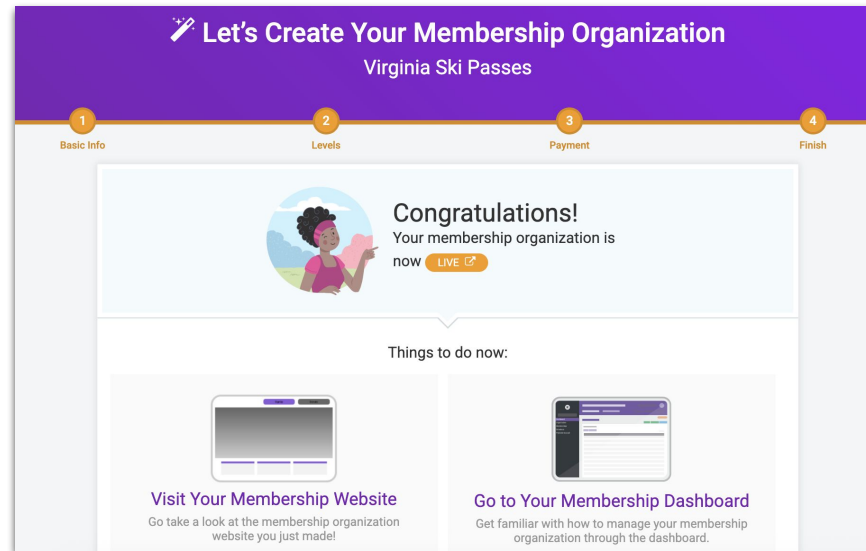 Let's Create Your Membership Organization
Virginia Ski Passes
1
2
3
4
Basic Info
Levels
Payment
Finish
Congratulations!
Your membership organization is
now LIVE
Things to do now:
Visit Your Membership Website
Go take a look at the membership organization
website you just made!
Go to Your Membership Dashboard
Get familiar with how to manage your membership
organization through the dashboard.